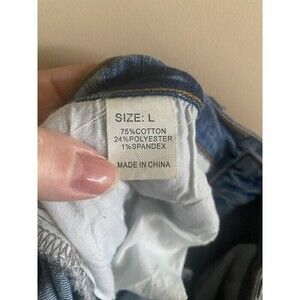 SIZE: L
75%COTTON
24%POLYESTER
1%SPANDEX
MADE IN CHINA